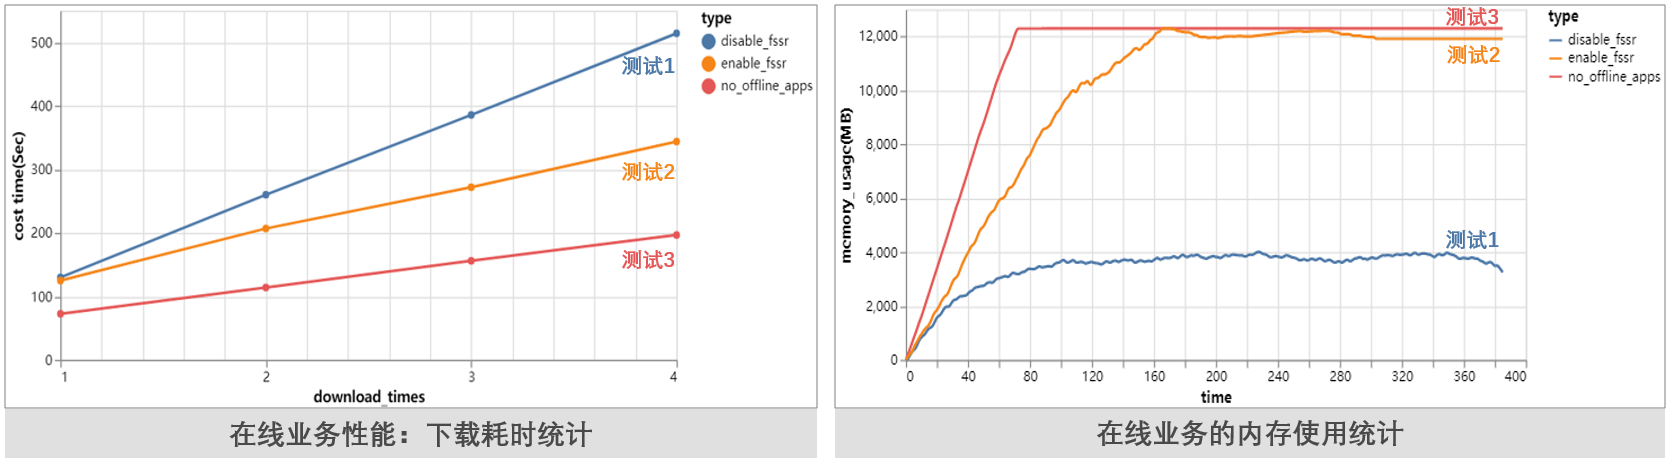 type
disable_fssr
enable_fssr
no_offline_apps
cost time(Sec)
500
400
300
200
100
0
测试1
测试2
测试3
1
2
3
4
download_times
在线业务性能：下载耗时统计
type
disable_fssr
enable_fssr
no_offline_apps
mcmory_usagc(MB)
12,000
10,000
8,000
6,000
4,000
2,000
0
测试3
测试2
测试1
0
40
80
120
160
200
240
280
320
360
400
time
在线业务的内存使用统计